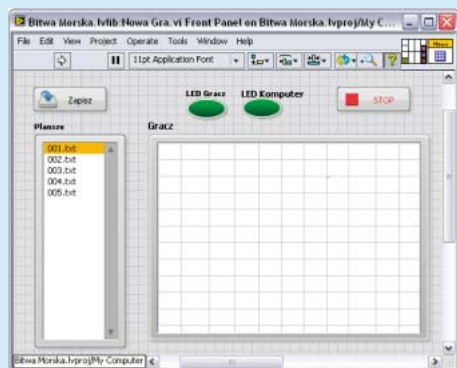 Bitwa Morska.lvlib:Nowa Gra.vi Front Panel on Bitwa Morska.lvproj/My C...
File Edit View Project Operate Tools Window Help
11pt Application Font
Zapisz
LED Gracz
LED Komputer
STOP
Plansze
Gracz
001.txt
002.txt
003.txt
004.txt
005.txt
Bitwa Morska.lvproj/My Computer